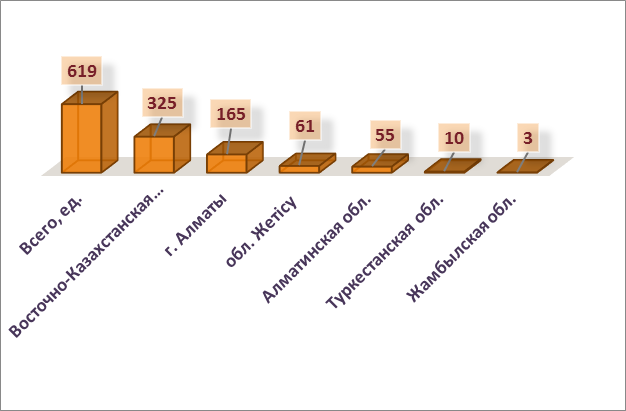 619
325
165
61
55
10
3
Всего, ед.
Восточно-Казахстанская...
г. Алматы
обл. Жетісу
Алматинская обл.
Туркестанская обл.
Жамбылская обл.